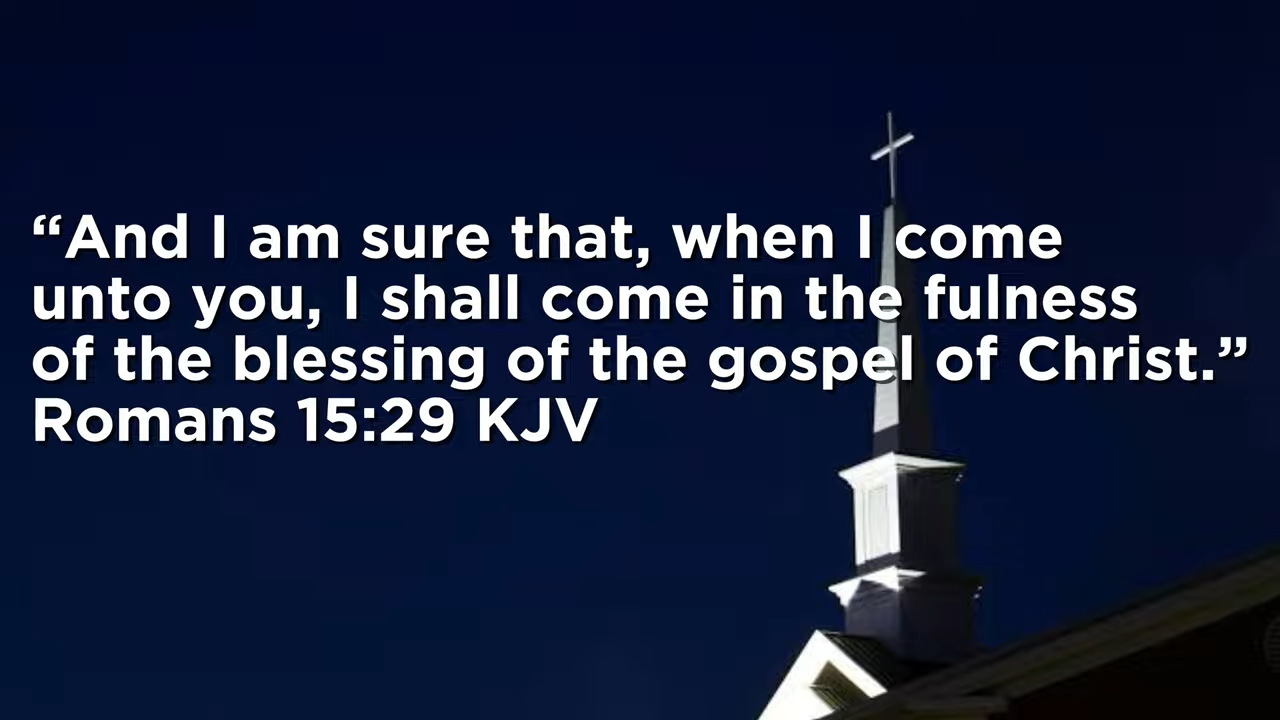 “And I am sure that, when I come
unto you, I shall come in the fulness
of the blessing of the gospel of Christ.”
Romans 15:29 KJV